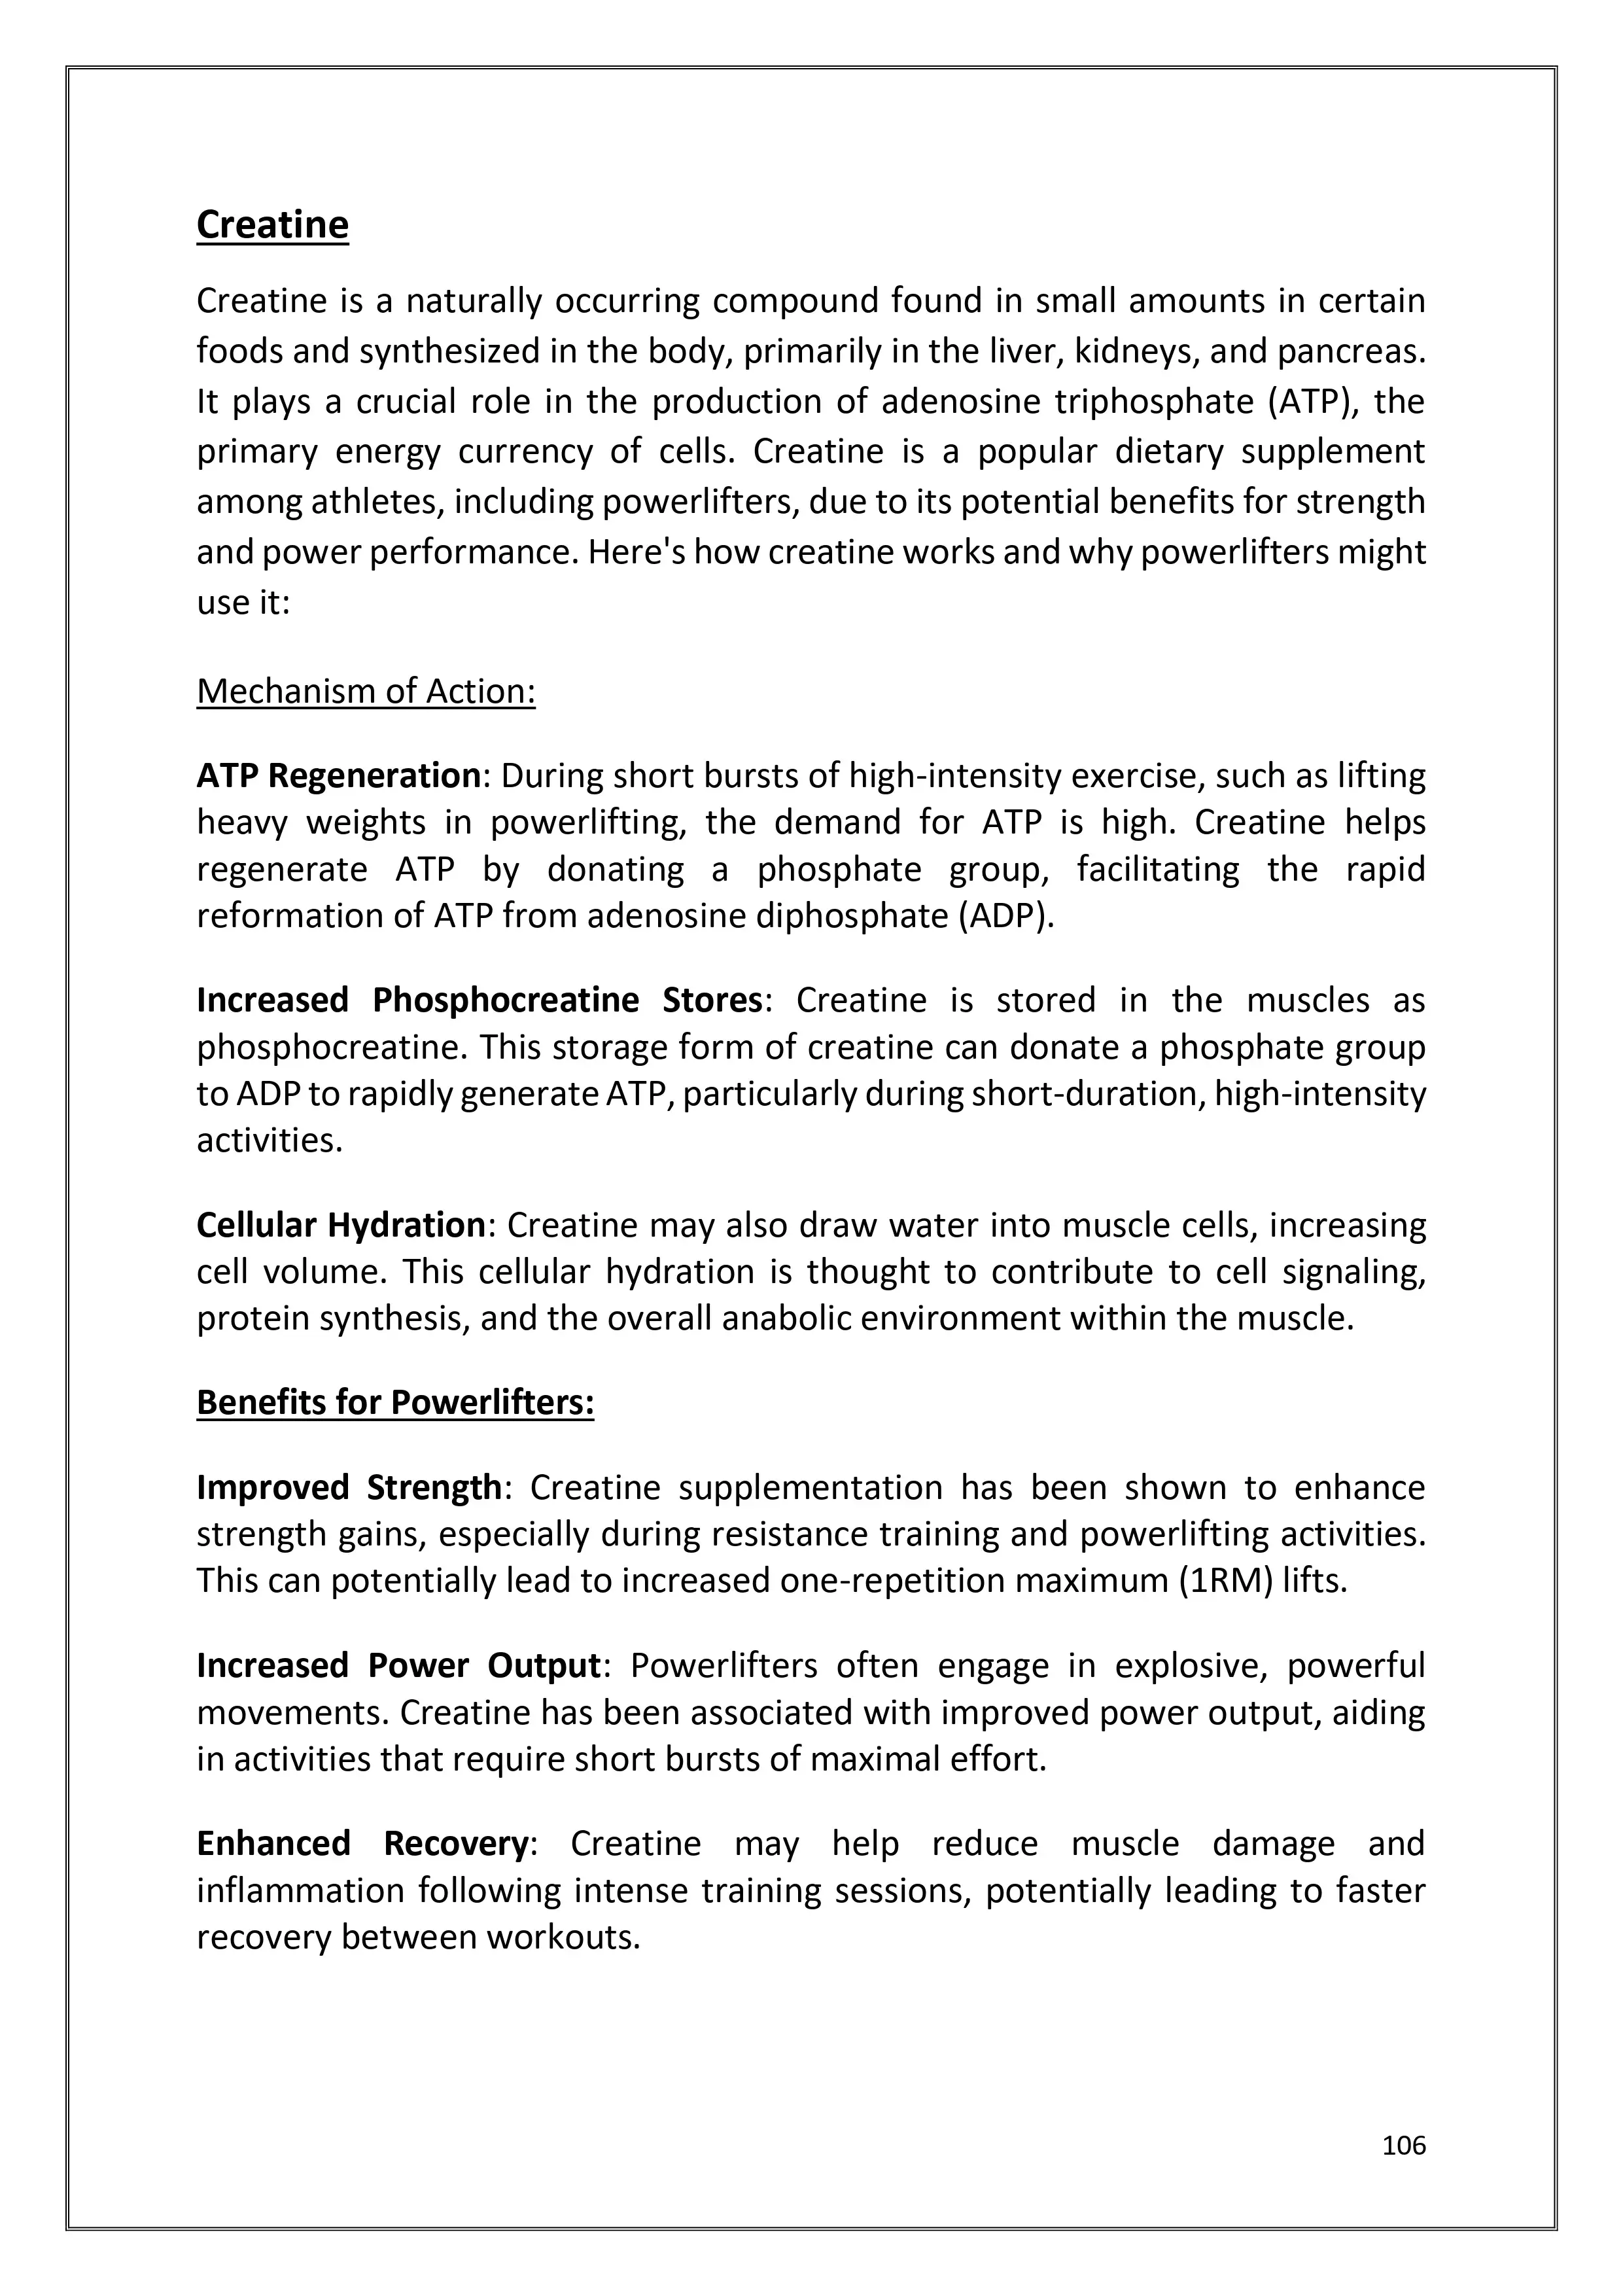 Creatine
Creatine is a naturally occurring compound found in small amounts in certain
foods and synthesized in the body, primarily in the liver, kidneys, and pancreas.
It plays a crucial role in the production of adenosine triphosphate (ATP), the
primary energy currency of cells. Creatine is a popular dietary supplement
among athletes, including powerlifters, due to its potential benefits for strength
and power performance. Here's how creatine works and why powerlifters might
use it:
Mechanism of Action:
ATP Regeneration: During short bursts of high-intensity exercise, such as lifting
heavy weights in powerlifting, the demand for ATP is high. Creatine helps
regenerate ATP by donating a phosphate group, facilitating the rapid
reformation of ATP from adenosine diphosphate (ADP).
Increased Phosphocreatine Stores: Creatine is stored in the muscles as
phosphocreatine. This storage form of creatine can donate a phosphate group
to ADP to rapidly generate ATP, particularly during short-duration, high-intensity
activities.
Cellular Hydration: Creatine may also draw water into muscle cells, increasing
cell volume. This cellular hydration is thought to contribute to cell signaling,
protein synthesis, and the overall anabolic environment within the muscle.
Benefits for Powerlifters:
Improved Strength: Creatine supplementation has been shown to enhance
strength gains, especially during resistance training and powerlifting activities.
This can potentially lead to increased one-repetition maximum (1RM) lifts.
Increased Power Output: Powerlifters often engage in explosive, powerful
movements. Creatine has been associated with improved power output, aiding
in activities that require short bursts of maximal effort.
Enhanced Recovery: Creatine may help reduce muscle damage and
inflammation following intense training sessions, potentially leading to faster
recovery between workouts.
106